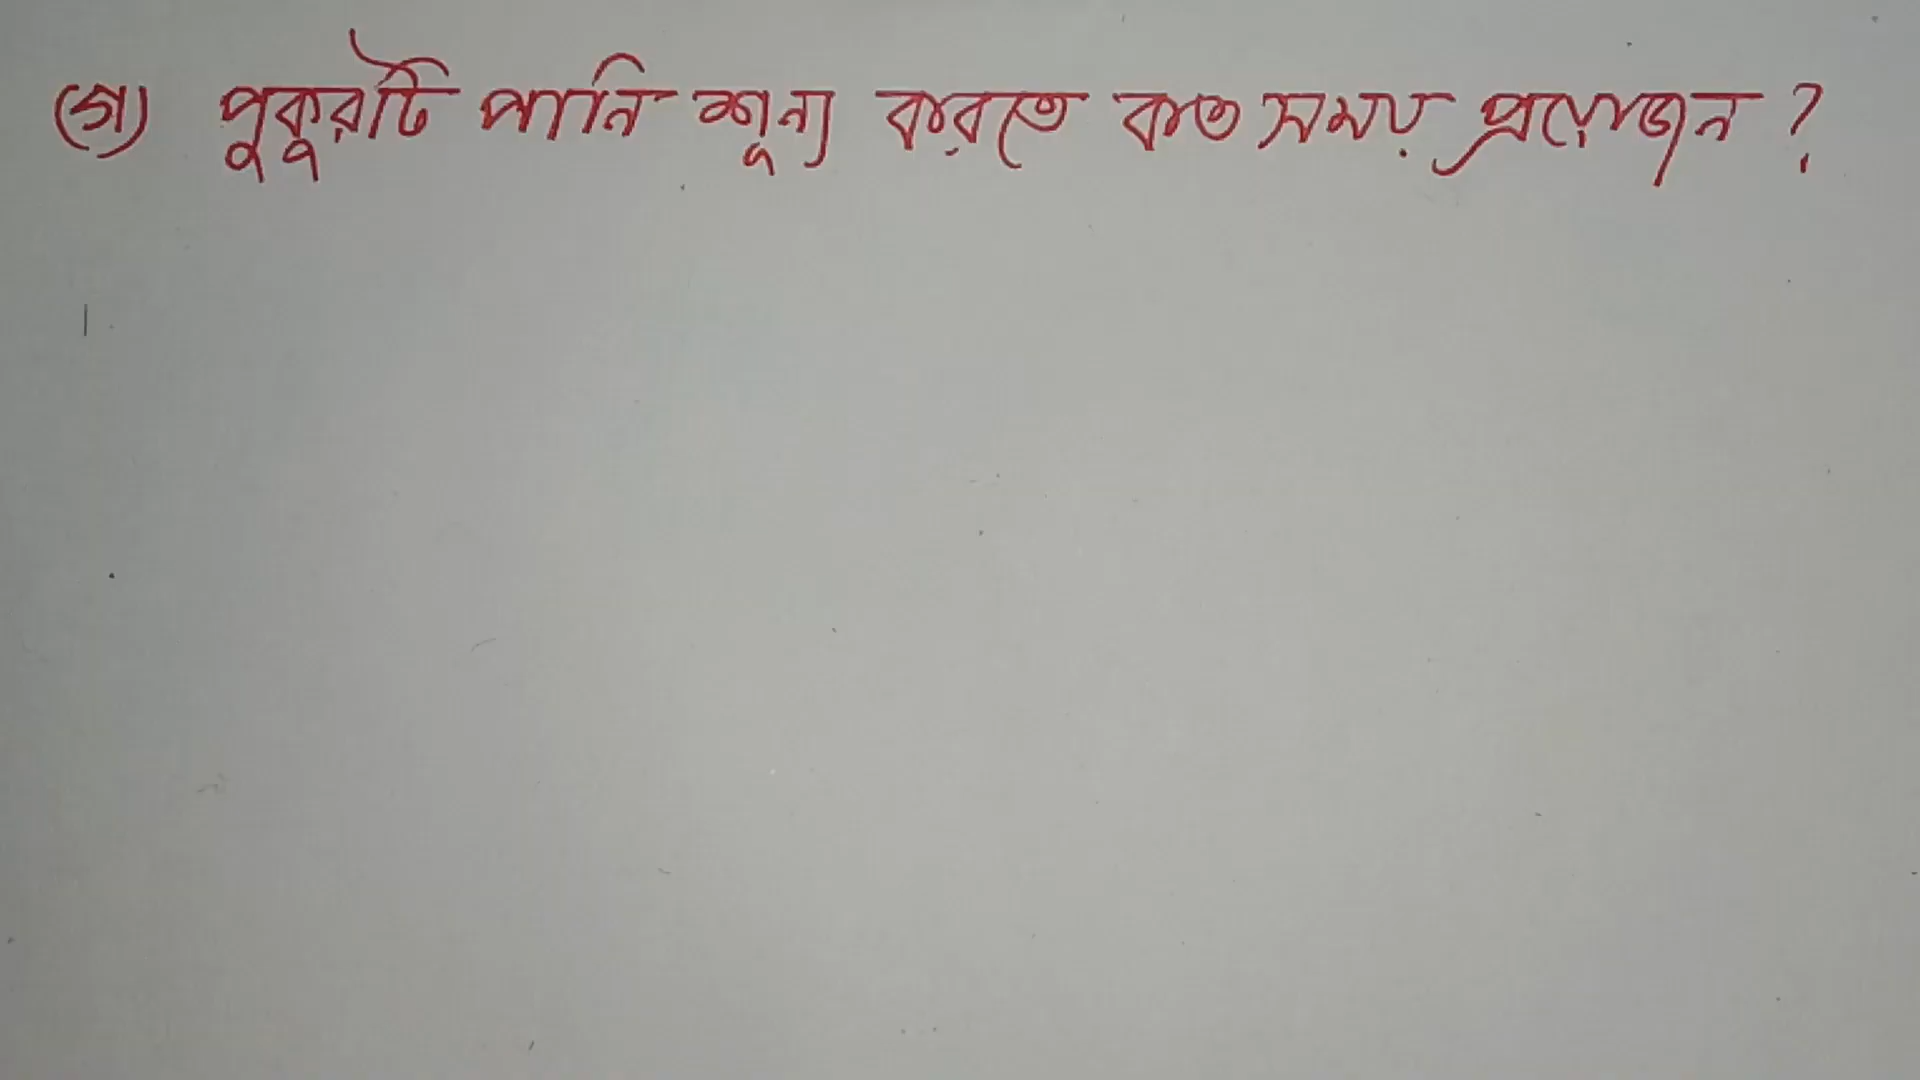 (গ) পুকুরটি পানি শূন্য করতে কত সময় প্রয়োজন ?